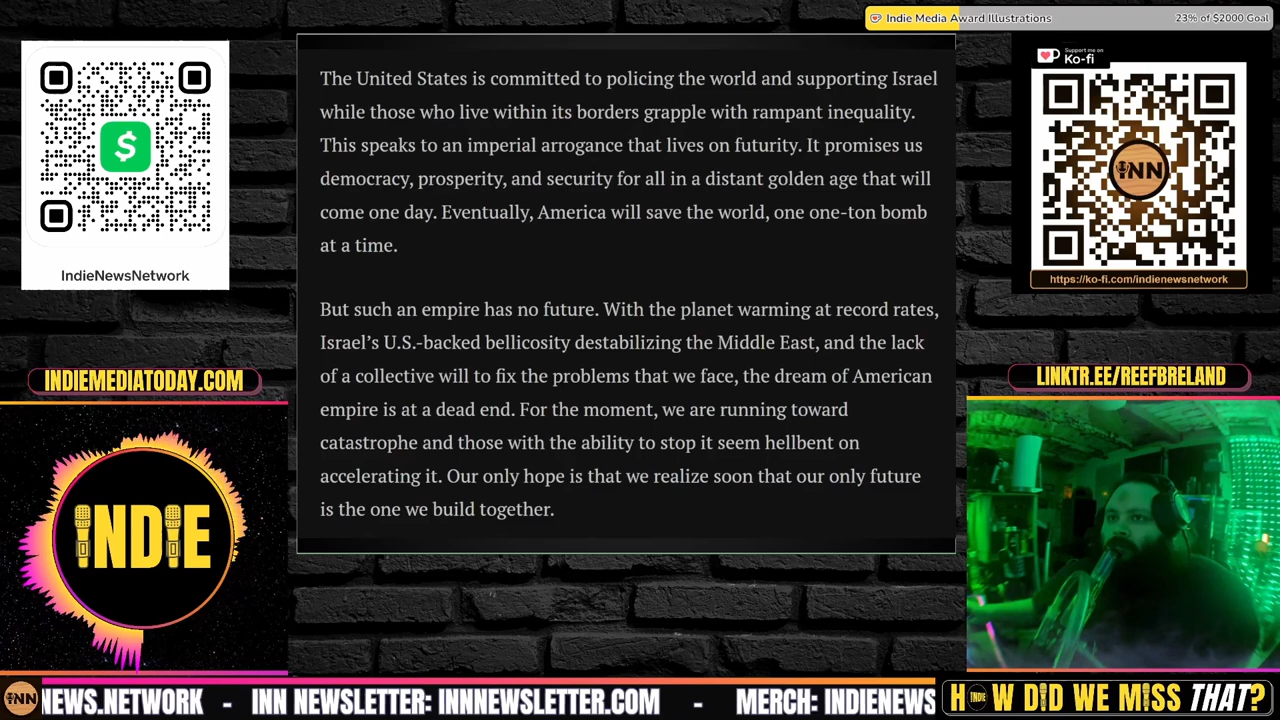 Indie Media Award Illustrations
23% of $2000 Goal
Support me on
Ko-fi
The United States is committed to policing the world and supporting Israel
while those who live within its borders grapple with rampant inequality.
This speaks to an imperial arrogance that lives on futurity. It promises us
democracy, prosperity, and security for all in a distant golden age that will
come one day. Eventually, America will save the world, one one-ton bomb
at a time.
But such an empire has no future. With the planet warming at record rates,
Israel’s U.S.-backed bellicosity destabilizing the Middle East, and the lack
of a collective will to fix the problems that we face, the dream of American
empire is at a dead end. For the moment, we are running toward
catastrophe and those with the ability to stop it seem hellbent on
accelerating it. Our only hope is that we realize soon that our only future
is the one we build together.
$
IndieNewsNetwork
INN
https://ko-fi.com/indienewsnetwork
INDIEMEDIATODAY.COM
LINKTR.EE/REEFBRELAND
INDIE
INN
NEWS.NETWORK - INN NEWSLETTER: INNNEWSLETTER.COM - MERCH: INDIENEWS
HOW DID WE MISS THAT?